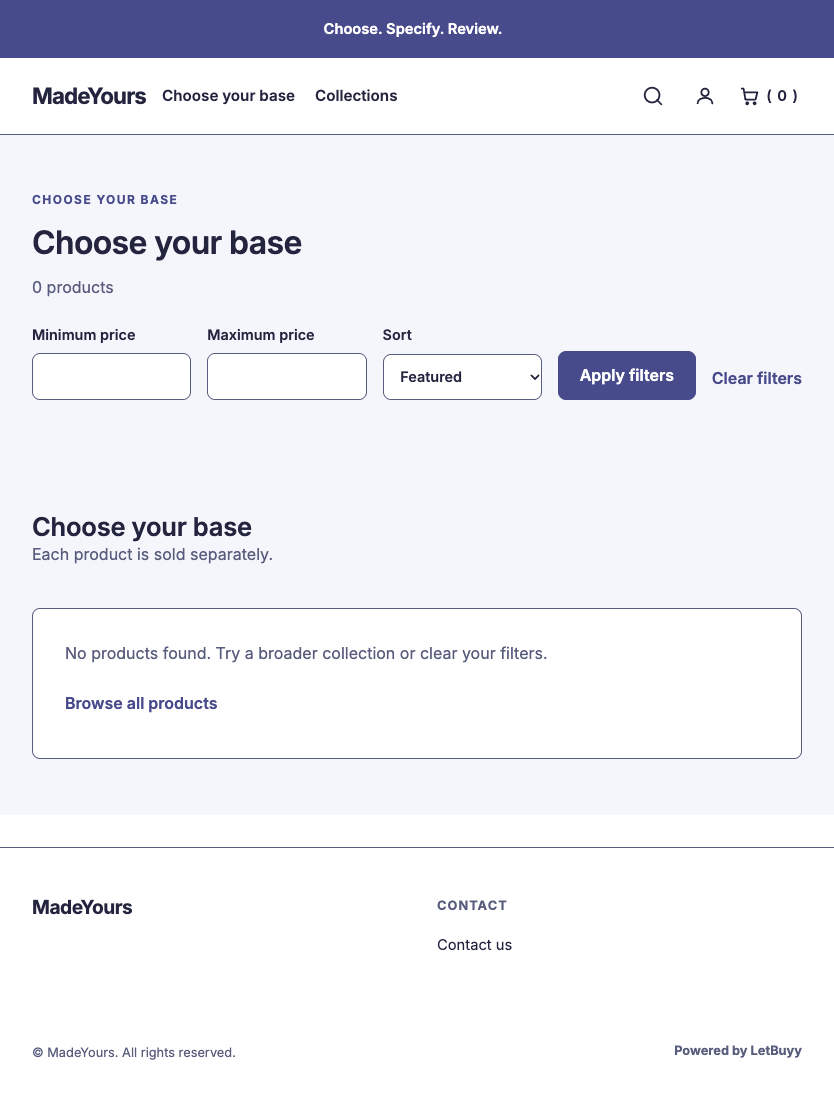 Choose. Specify. Review.
MadeYours Choose your base Collections ( 0 )
CHOOSE YOUR BASE
Choose your base
0 products
Minimum price Maximum price Sort
Featured Apply filters Clear filters
Choose your base
Each product is sold separately.
No products found. Try a broader collection or clear your filters.
Browse all products
MadeYours CONTACT
Contact us
© MadeYours. All rights reserved. Powered by LetBuyy